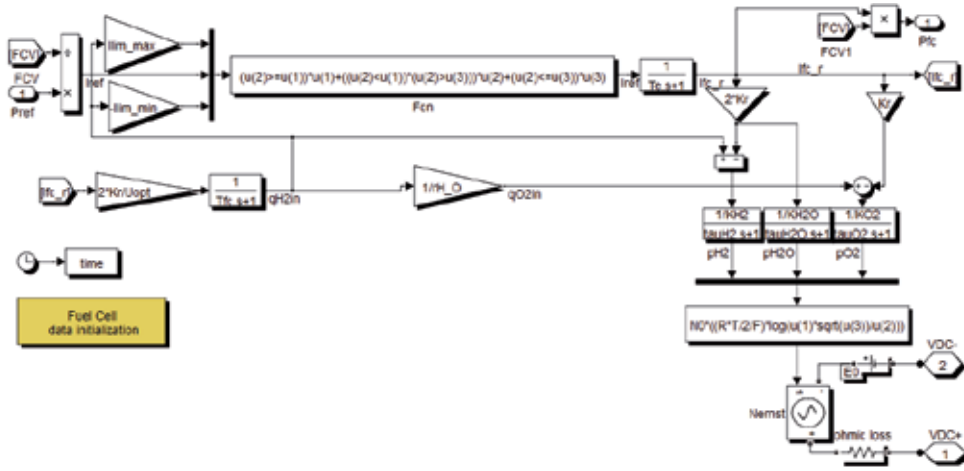 [FCV]
FCV
1
Pref
÷
×
Ilim_max
Ilim_min
Iref
(u(2)>=u(1))*u(1)+((u(2)<u(1))*(u(2)>u(3)))*u(2)+(u(2)<=u(3))*u(3)
Fcn
Iref
1
Tc.s+1
Ifc_r
2*Kr
[FCV]
FCV1
×
1
Pfc
Ifc_r
[Ifc_r]
Kr
[Ifc_r]
2*Kr/Uopt
1
Tfc.s+1
qH2in
1/rH_O
qO2in
1/KH2
tauH2.s+1
pH2
1/KH2O
tauH2O.s+1
pH2O
1/KO2
tauO2.s+1
pO2
time
Fuel Cell
data initialization
N0*((R*T/2/F)*log(u(1)*sqrt(u(3))/u(2)))
Nernst
E0
VDC-
2
ohmic loss
VDC+
1